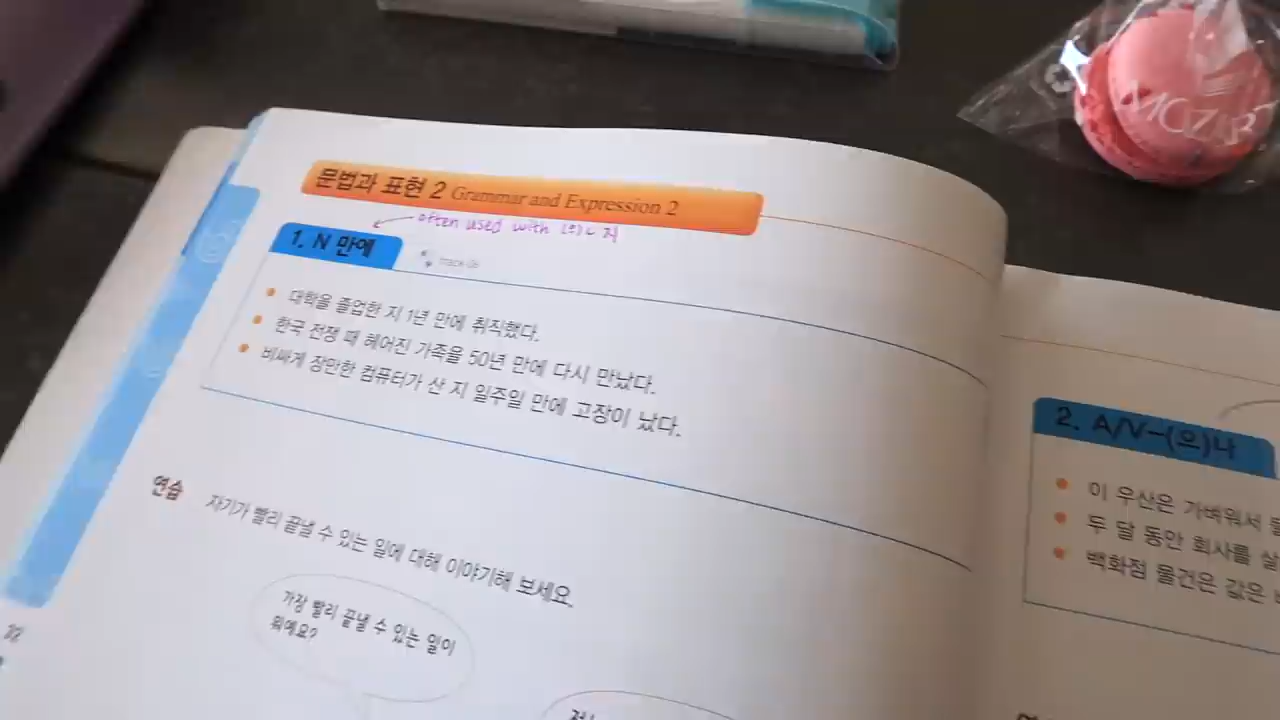 문법과 표현 2 Grammar and Expression 2
often used with (으)ㄴ 지
1. N 만에
track 06
대학을 졸업한 지 1년 만에 취직했다.
한국 전쟁 때 헤어진 가족을 50년 만에 다시 만났다.
비싸게 장만한 컴퓨터가 산 지 일주일 만에 고장이 났다.
연습 자기가 빨리 끝낼 수 있는 일에 대해 이야기해 보세요.
가장 빨리 끝낼 수 있는 일이
뭐예요?
22
2. A/V–(으)나
이 우산은 가벼워서
두 달 동안 회사를
백화점 물건은 값은
MOZART